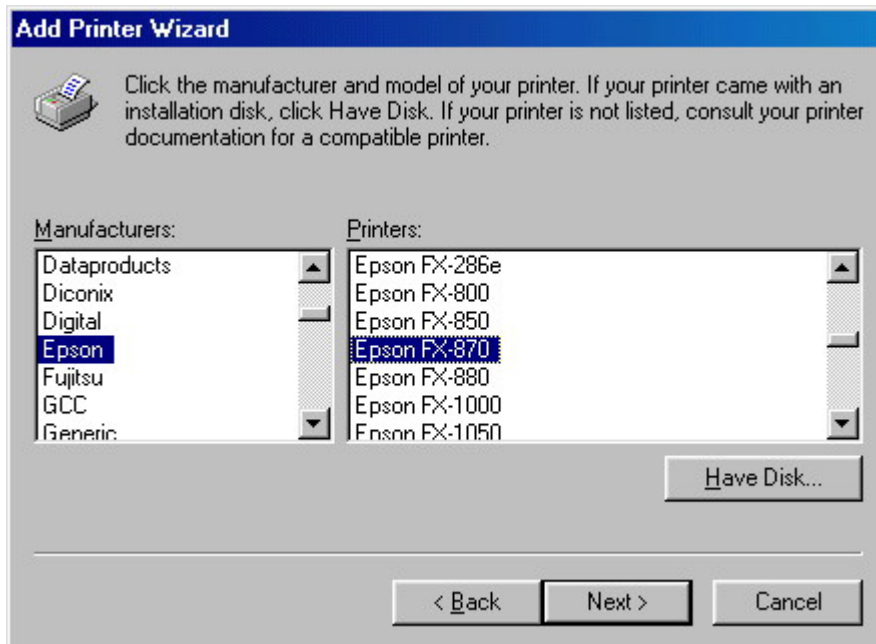 Add Printer Wizard
Click the manufacturer and model of your printer. If your printer came with an
installation disk, click Have Disk. If your printer is not listed, consult your printer
documentation for a compatible printer.
Manufacturers:
Dataproducts
Diconix
Digital
Epson
Fujitsu
GCC
Generic
Printers:
Epson FX-286e
Epson FX-800
Epson FX-850
Epson FX-870
Epson FX-880
Epson FX-1000
Epson FX-1050
Have Disk...
< Back
Next >
Cancel